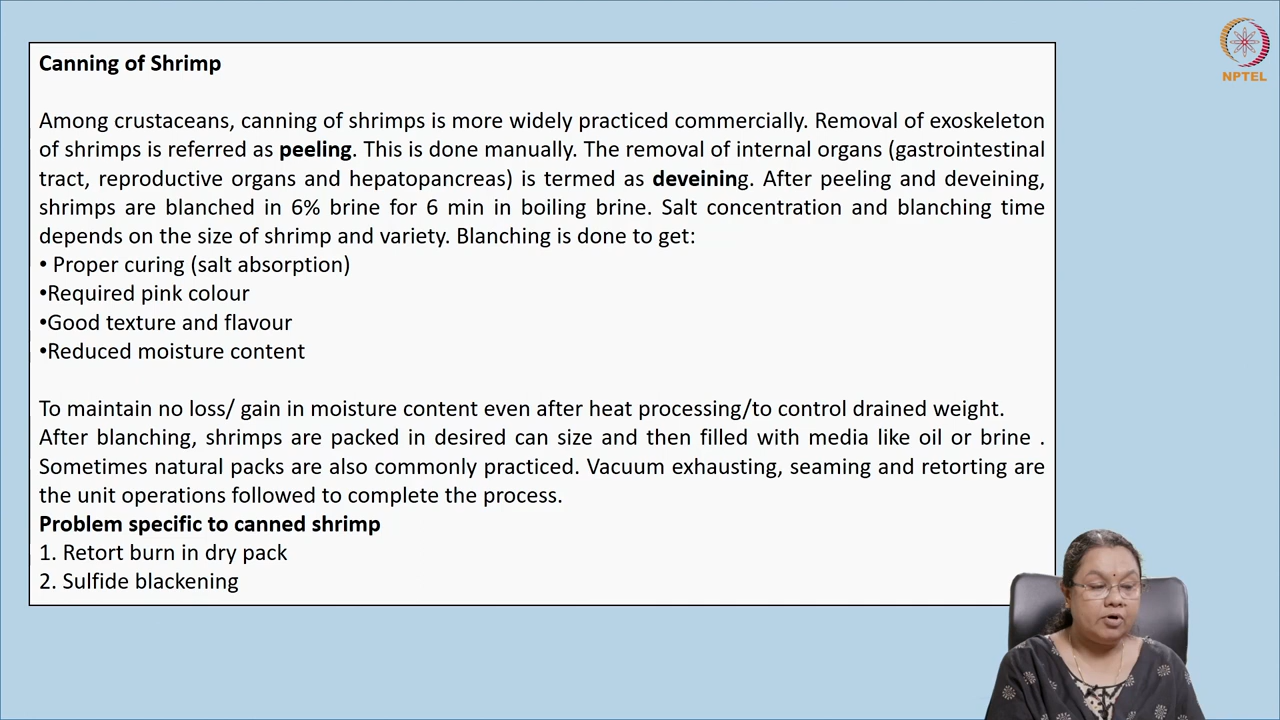 Canning of Shrimp
Among crustaceans, canning of shrimps is more widely practiced commercially. Removal of exoskeleton
of shrimps is referred as peeling. This is done manually. The removal of internal organs (gastrointestinal
tract, reproductive organs and hepatopancreas) is termed as deveining. After peeling and deveining,
shrimps are blanched in 6% brine for 6 min in boiling brine. Salt concentration and blanching time
depends on the size of shrimp and variety. Blanching is done to get:
• Proper curing (salt absorption)
•Required pink colour
•Good texture and flavour
•Reduced moisture content
To maintain no loss/ gain in moisture content even after heat processing/to control drained weight.
After blanching, shrimps are packed in desired can size and then filled with media like oil or brine .
Sometimes natural packs are also commonly practiced. Vacuum exhausting, seaming and retorting are
the unit operations followed to complete the process.
Problem specific to canned shrimp
1. Retort burn in dry pack
2. Sulfide blackening
NPTEL